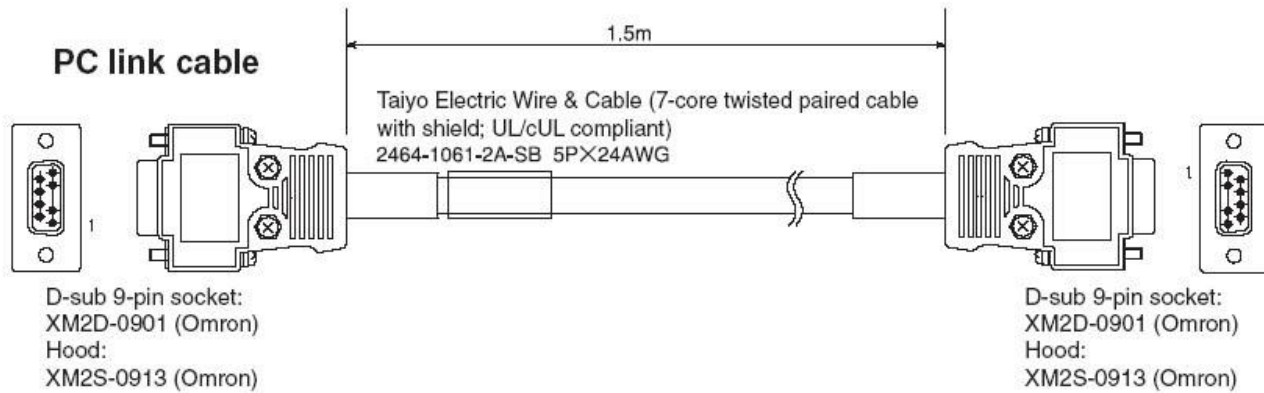 1.5m
PC link cable
Taiyo Electric Wire & Cable (7-core twisted paired cable
with shield; UL/cUL compliant)
2464-1061-2A-SB 5P×24AWG
1
1
D-sub 9-pin socket:
XM2D-0901 (Omron)
Hood:
XM2S-0913 (Omron)
D-sub 9-pin socket:
XM2D-0901 (Omron)
Hood:
XM2S-0913 (Omron)